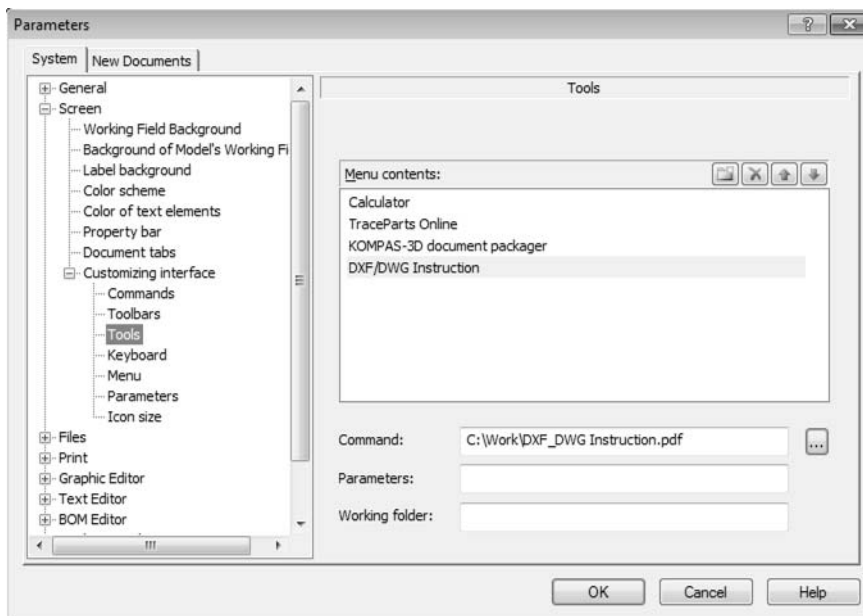 Parameters
System
New Documents
General
Screen
Working Field Background
Background of Model's Working Fi
Label background
Color scheme
Color of text elements
Property bar
Document tabs
Customizing interface
Commands
Toolbars
Tools
Keyboard
Menu
Parameters
Icon size
Files
Print
Graphic Editor
Text Editor
BOM Editor
Tools
Menu contents:
Calculator
TraceParts Online
KOMPAS-3D document packager
DXF/DWG Instruction
Command: C:\Work\DXF_DWG Instruction.pdf ...
Parameters:
Working folder:
OK Cancel Help